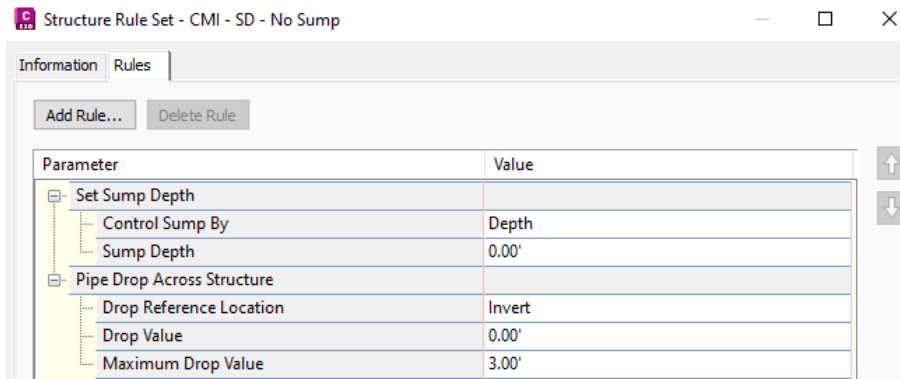 C
C3D
Structure Rule Set - CMI - SD - No Sump
Information Rules
Add Rule... Delete Rule
Parameter Value
Set Sump Depth
Control Sump By Depth
Sump Depth 0.00'
Pipe Drop Across Structure
Drop Reference Location Invert
Drop Value 0.00'
Maximum Drop Value 3.00'